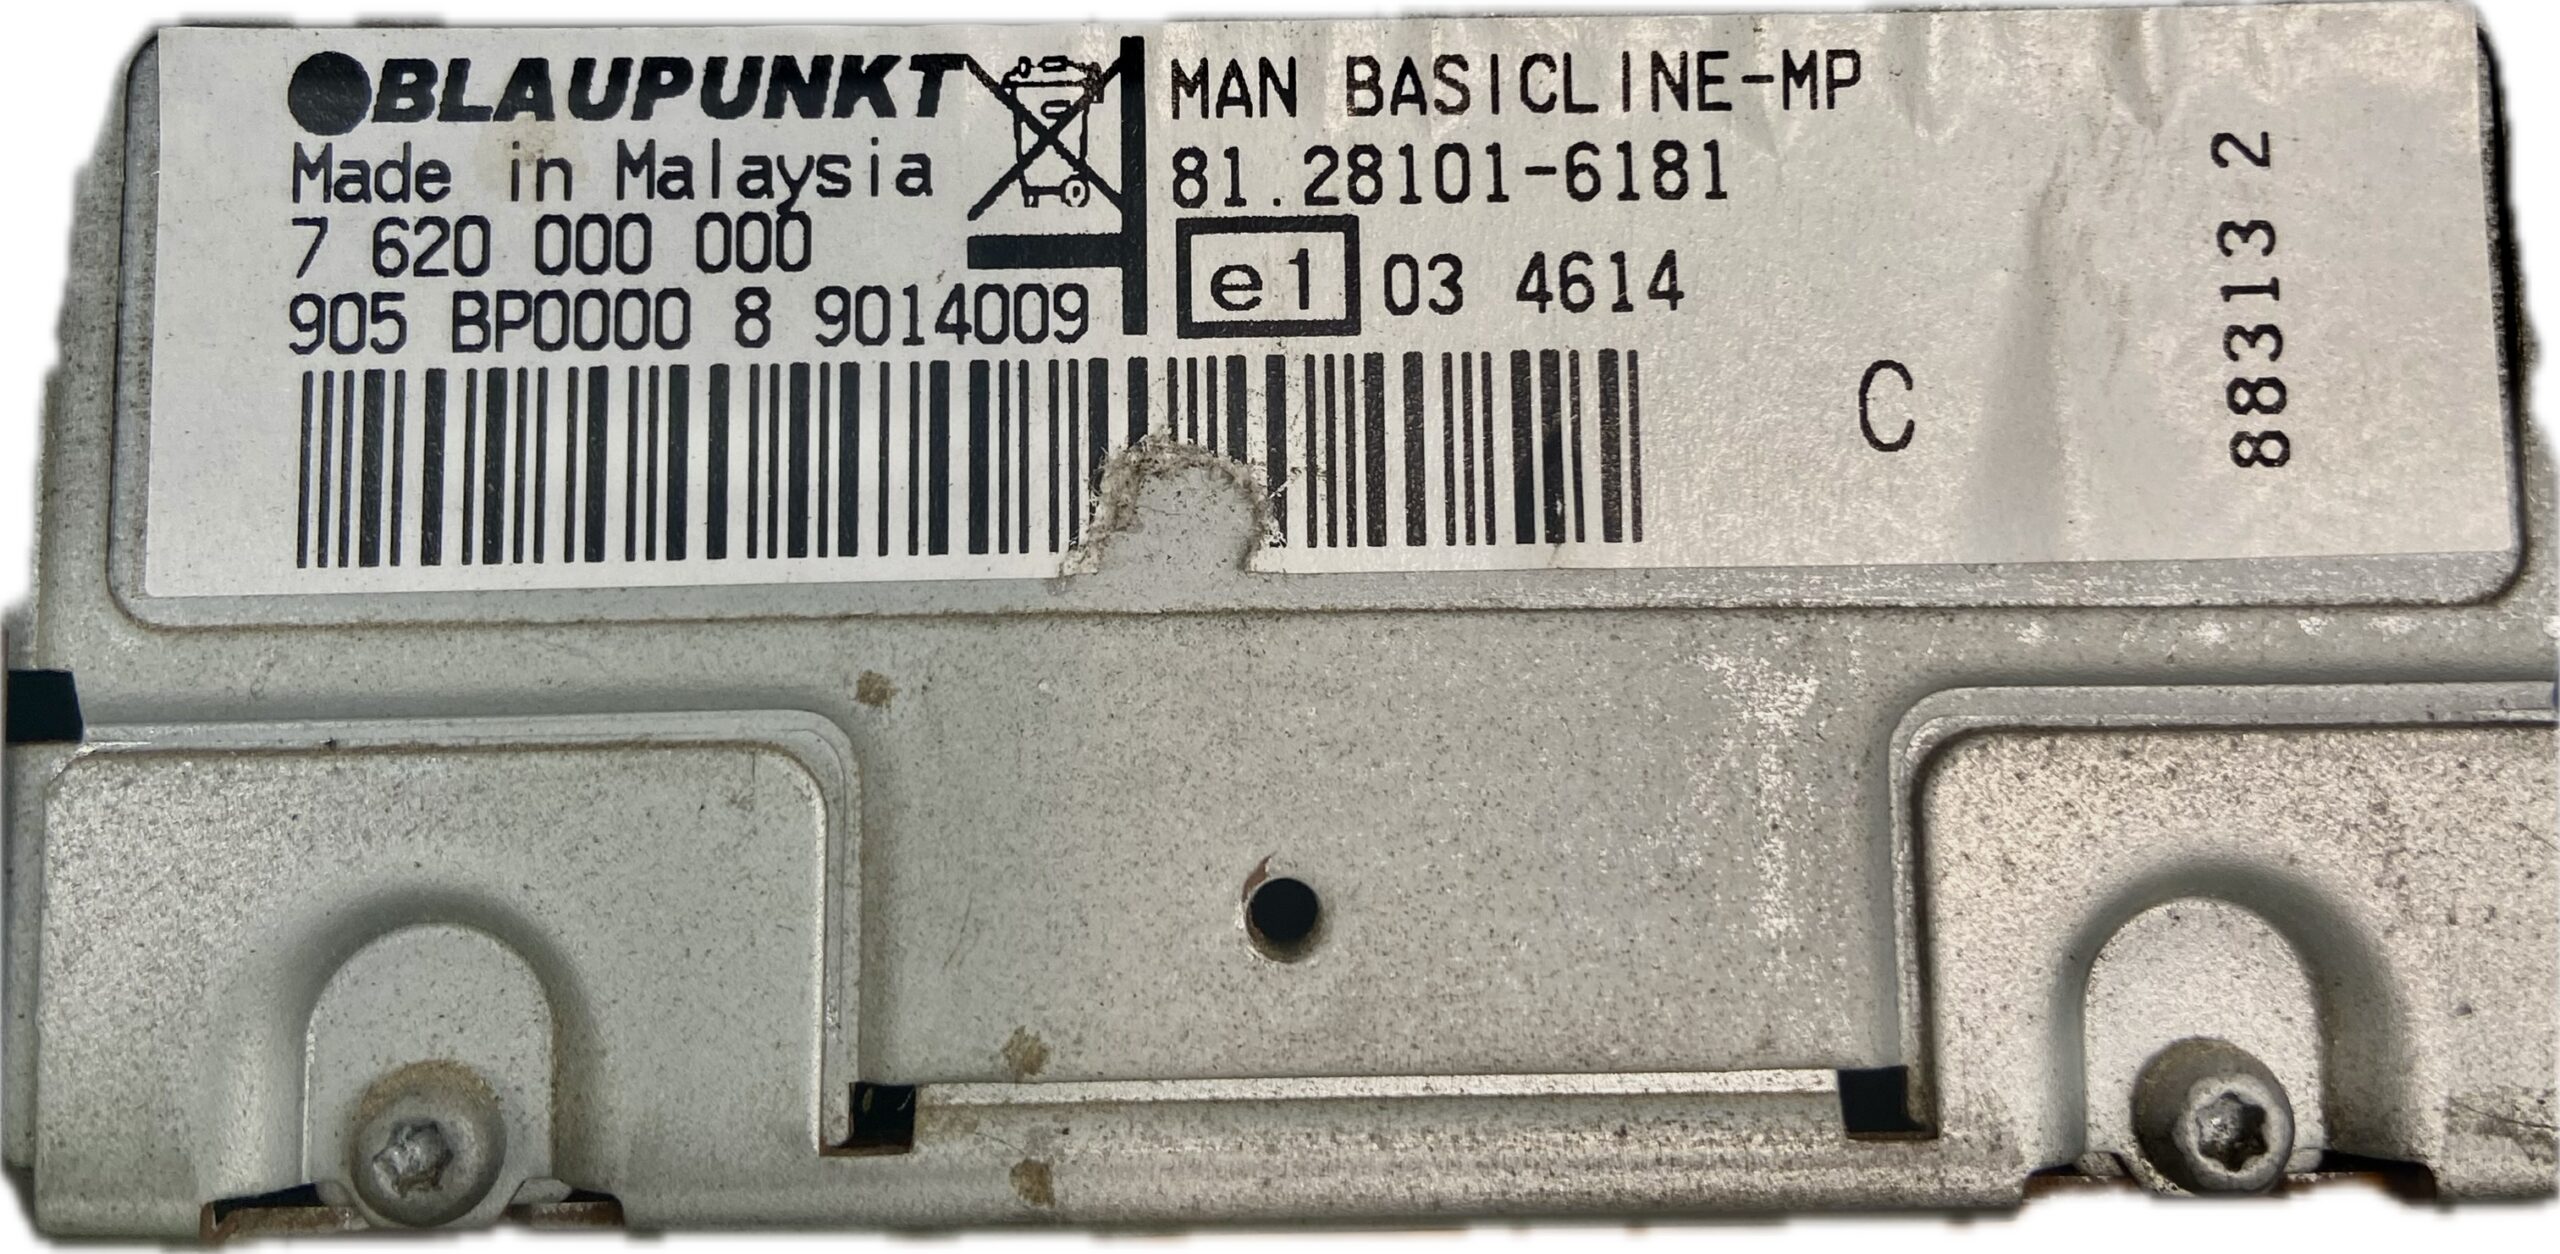 BLAUPUNKT
Made in Malaysia
7 620 000 000
905 BP0000 8 9014009
MAN BASICLINE-MP
81.28101-6181
e1 03 4614
C
88313 2